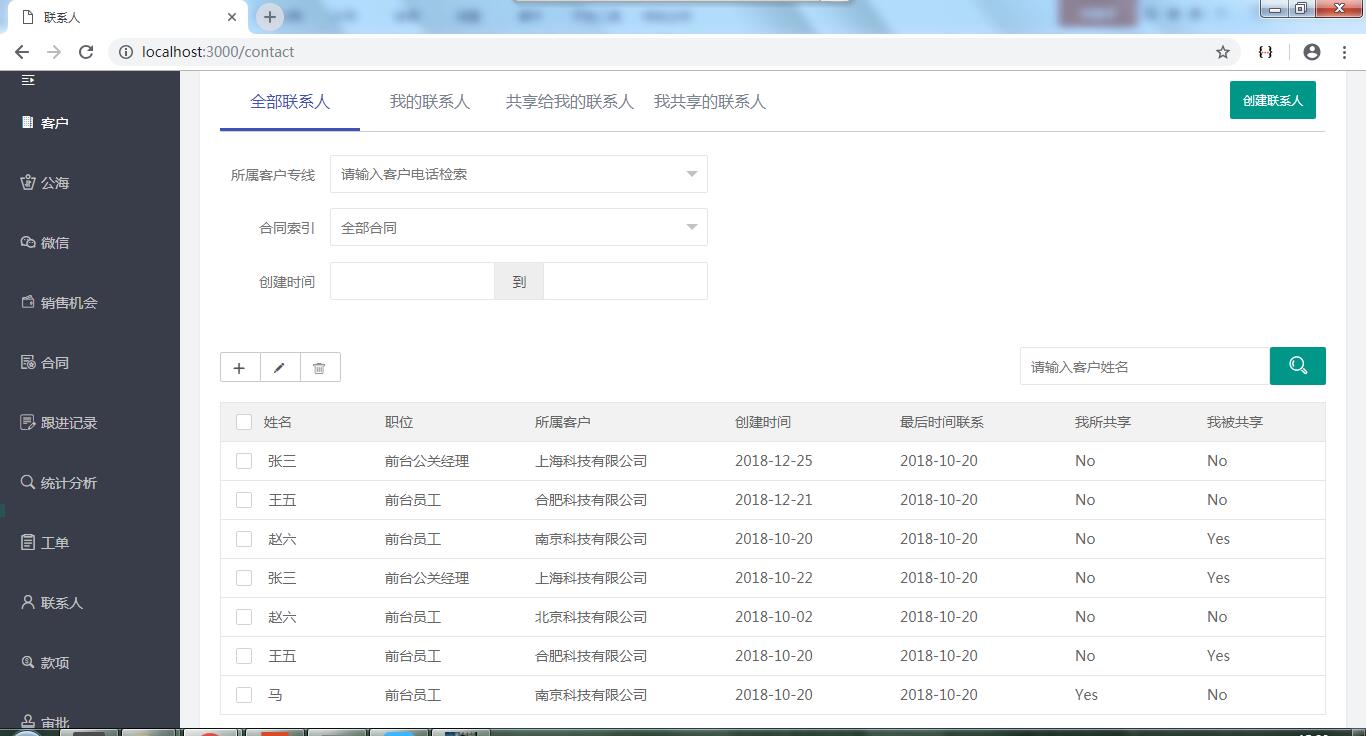 联系人
localhost:3000/contact
客户
公海
微信
销售机会
合同
跟进记录
统计分析
工单
联系人
款项
审批
全部联系人 我的联系人 共享给我的联系人 我共享的联系人 创建联系人
所属客户专线 请输入客户电话检索
合同索引 全部合同
创建时间 到
请输入客户姓名
姓名 职位 所属客户 创建时间 最后时间联系 我所共享 我被共享
张三 前台公关经理 上海科技有限公司 2018-12-25 2018-10-20 No No
王五 前台员工 合肥科技有限公司 2018-12-21 2018-10-20 No No
赵六 前台员工 南京科技有限公司 2018-10-20 2018-10-20 No Yes
张三 前台公关经理 上海科技有限公司 2018-10-22 2018-10-20 No Yes
赵六 前台员工 北京科技有限公司 2018-10-02 2018-10-20 No No
王五 前台员工 合肥科技有限公司 2018-10-20 2018-10-20 No Yes
马 前台员工 南京科技有限公司 2018-10-20 2018-10-20 Yes No